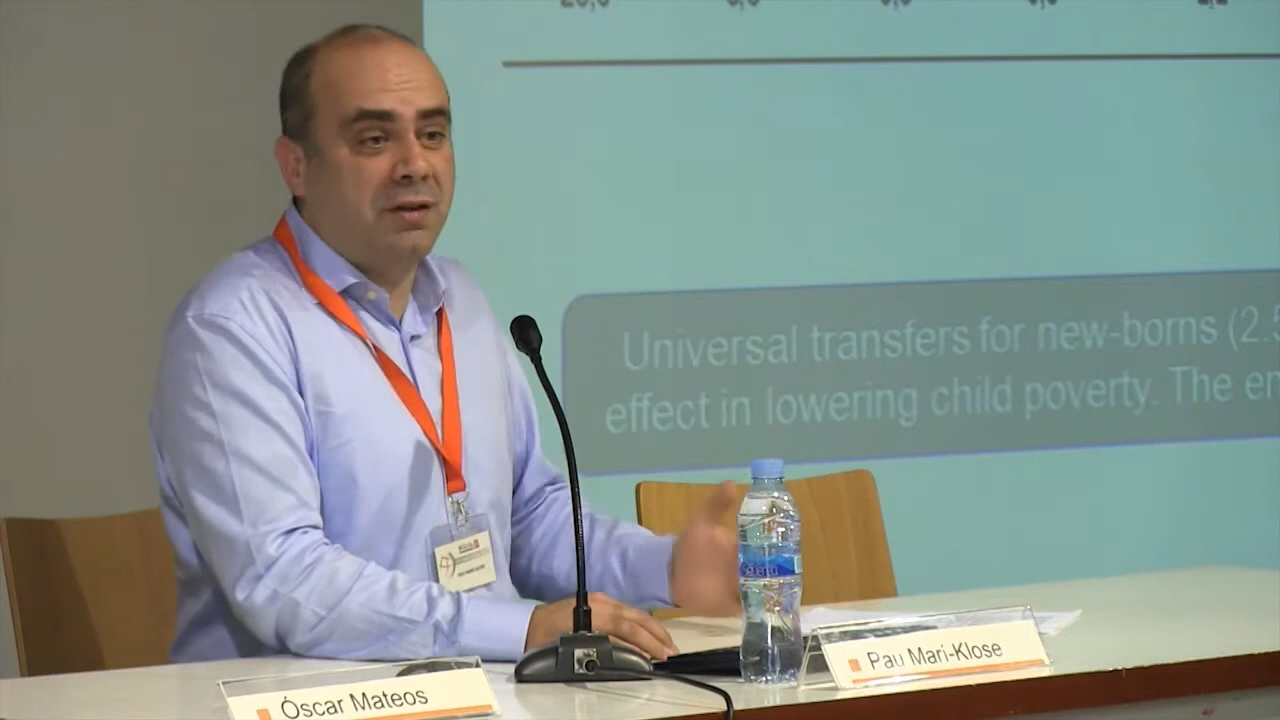 Universal transfers for new-borns (2.5
effect in lowering child poverty. The en
Pau Mari-Klose
Óscar Mateos